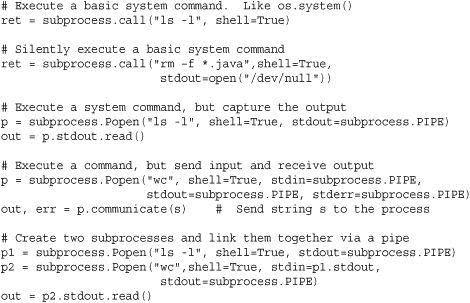 # Execute a basic system command.  Like os.system()
ret = subprocess.call("ls -l", shell=True)

# Silently execute a basic system command
ret = subprocess.call("rm -f *.java",shell=True,
                      stdout=open("/dev/null"))

# Execute a system command, but capture the output
p = subprocess.Popen("ls -l", shell=True, stdout=subprocess.PIPE)
out = p.stdout.read()

# Execute a command, but send input and receive output
p = subprocess.Popen("wc", shell=True, stdin=subprocess.PIPE,
                     stdout=subprocess.PIPE, stderr=subprocess.PIPE)
out, err = p.communicate(s)    #  Send string s to the process

# Create two subprocesses and link them together via a pipe
p1 = subprocess.Popen("ls -l", shell=True, stdout=subprocess.PIPE)
p2 = subprocess.Popen("wc",shell=True, stdin=p1.stdout,
                      stdout=subprocess.PIPE)
out = p2.stdout.read()